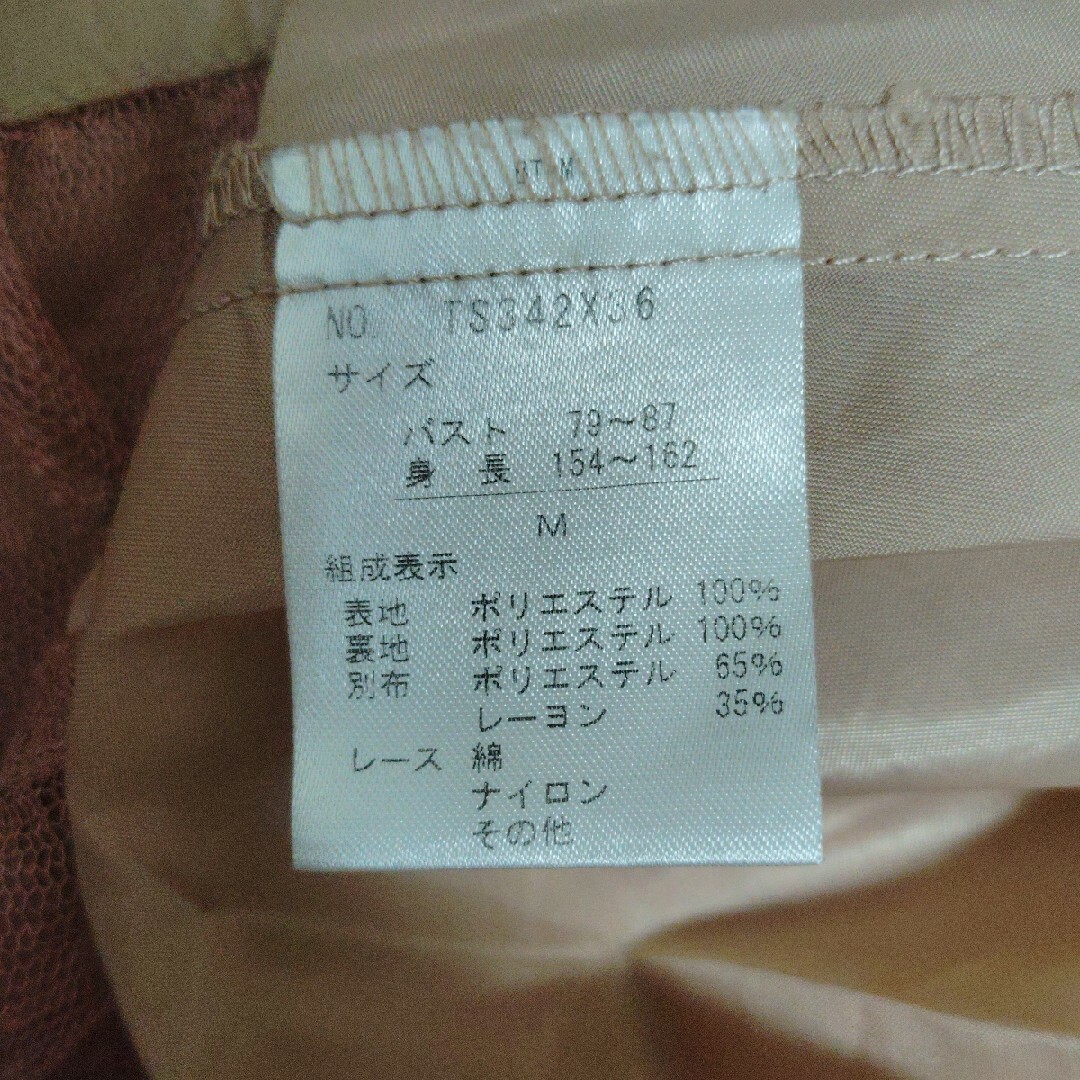 NO. TS342X36
サイズ
バスト 79～87
身長 154～162
M
組成表示
表地 ポリエステル 100%
裏地 ポリエステル 100%
別布 ポリエステル 65%
レーヨン 35%
レース 綿
ナイロン
その他